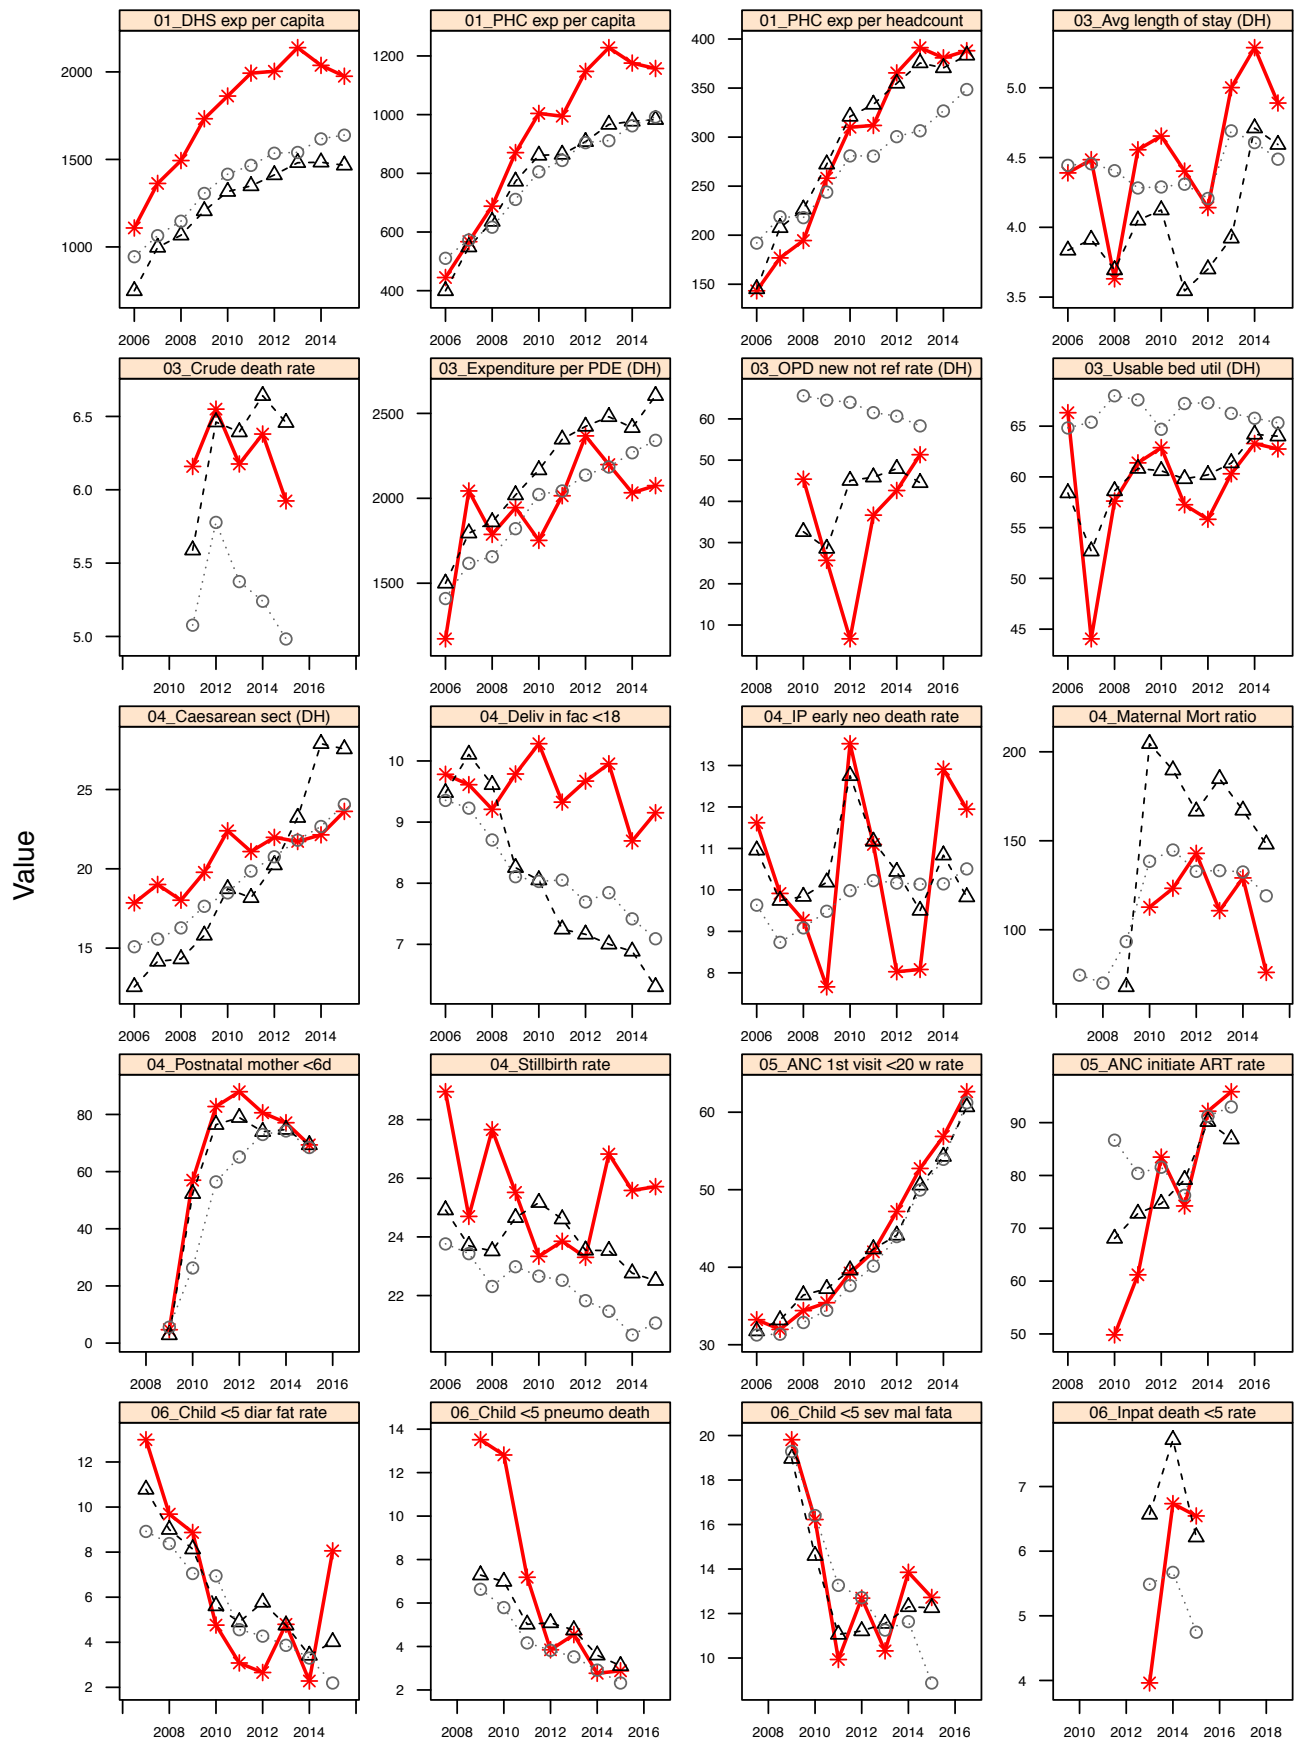 01_DHS exp per capita
2000
1500
1000
2006 2008 2010 2012 2014
01_PHC exp per capita
1200
1000
800
600
400
2006 2008 2010 2012 2014
01_PHC exp per headcount
400
350
300
250
200
150
2006 2008 2010 2012 2014
03_Avg length of stay (DH)
5.0
4.5
4.0
3.5
2006 2008 2010 2012 2014
03_Crude death rate
6.5
6.0
5.5
5.0
2010 2012 2014 2016
03_Expenditure per PDE (DH)
2500
2000
1500
2006 2008 2010 2012 2014
03_OPD new not ref rate (DH)
60
50
40
30
20
10
2008 2010 2012 2014 2016
03_Usable bed util (DH)
65
60
55
50
45
2006 2008 2010 2012 2014
Value
04_Caesarean sect (DH)
25
20
15
2006 2008 2010 2012 2014
04_Deliv in fac <18
10
9
8
7
2006 2008 2010 2012 2014
04_IP early neo death rate
13
12
11
10
9
8
2006 2008 2010 2012 2014
04_Maternal Mort ratio
200
150
100
2008 2010 2012 2014
04_Postnatal mother <6d
80
60
40
20
0
2008 2010 2012 2014 2016
04_Stillbirth rate
28
26
24
22
2006 2008 2010 2012 2014
05_ANC 1st visit <20 w rate
60
50
40
30
2006 2008 2010 2012 2014
05_ANC initiate ART rate
90
80
70
60
50
2008 2010 2012 2014 2016 2018
06_Child <5 diar fat rate
12
10
8
6
4
2
2008 2010 2012 2014
06_Child <5 pneumo death
14
12
10
8
6
4
2
2008 2010 2012 2014 2016
06_Child <5 sev mal fata
20
18
16
14
12
10
2008 2010 2012 2014 2016
06_Inpat death <5 rate
7
6
5
4
2010 2012 2014 2016 2018